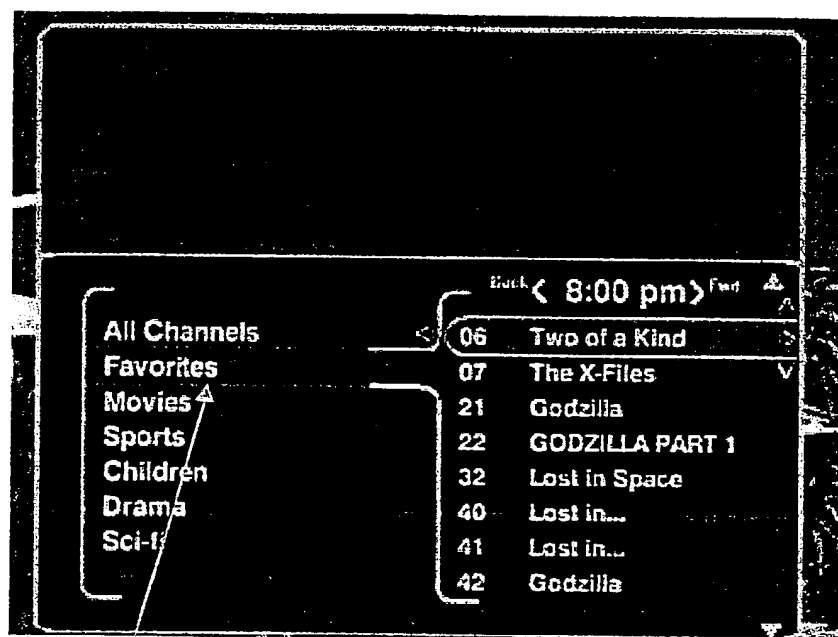 Back < 8:00 pm > Fwd
All Channels
Favorites
Movies
Sports
Children
Drama
Sci-f
06 Two of a Kind
07 The X-Files
21 Godzilla
22 GODZILLA PART 1
32 Lost in Space
40 Lost in...
41 Lost in...
42 Godzilla